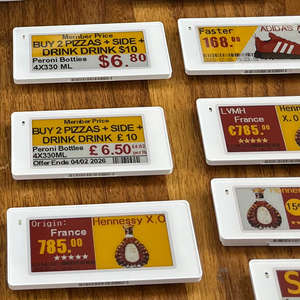 Member Price
BUY 2 PIZZAS + SIDE +
DRINK DRINK $10
Peroni Bottles
4X330 ML
$6.80
Faster
ADIDAS
168.
Member Price
BUY 2 PIZZAS + SIDE +
DRINK DRINK £10
Peroni Bottles
4X330ML
£6.50
Offer Ends 04/02 2026
LVMH
France
€785.00
★★★★★
X.O
Origin:
France
785.00
★★★★★
Hennessy X.O